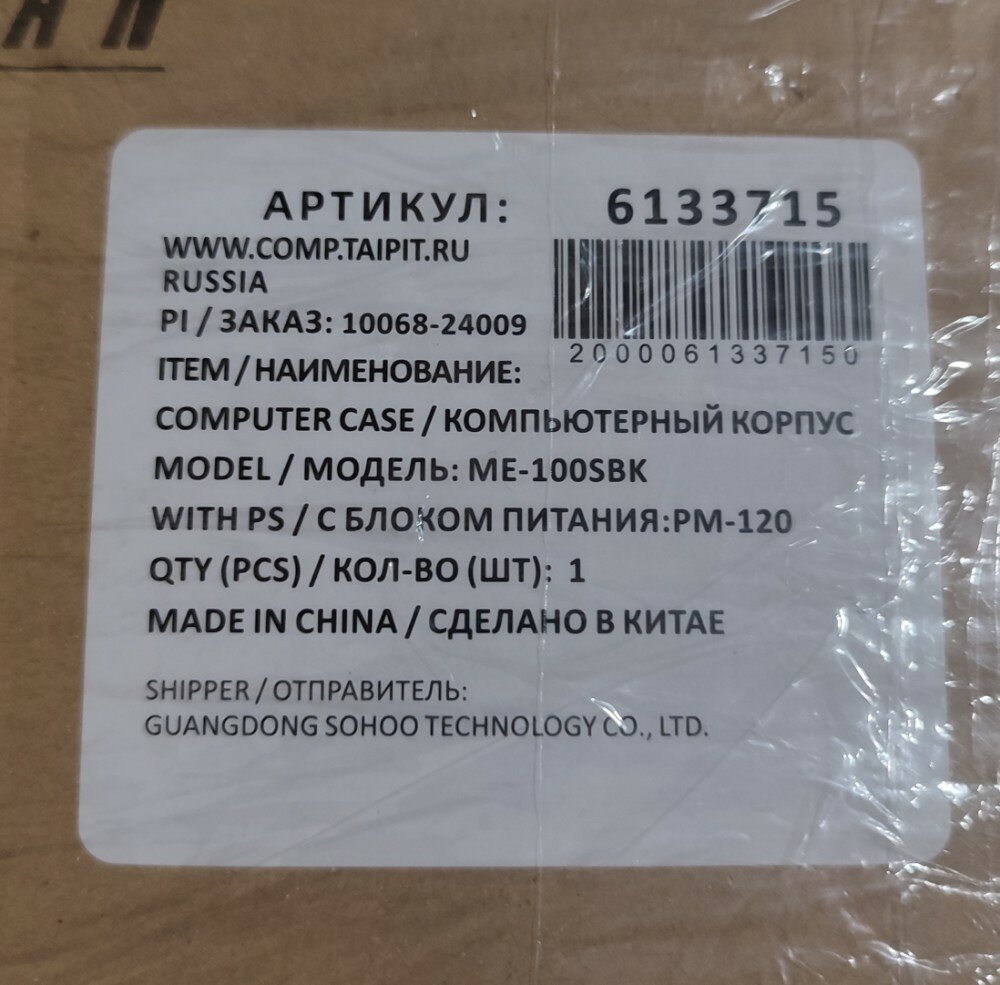 АРТИКУЛ: 6133715
WWW.COMP.TAIPIT.RU
RUSSIA
PI / ЗАКАЗ: 10068-24009
2000061337150
ITEM / НАИМЕНОВАНИЕ:
COMPUTER CASE / КОМПЬЮТЕРНЫЙ КОРПУС
MODEL / МОДЕЛЬ: ME-100SBK
WITH PS / С БЛОКОМ ПИТАНИЯ:PM-120
QTY (PCS) / КОЛ-ВО (ШТ): 1
MADE IN CHINA / СДЕЛАНО В КИТАЕ
SHIPPER / ОТПРАВИТЕЛЬ:
GUANGDONG SOHOO TECHNOLOGY CO., LTD.